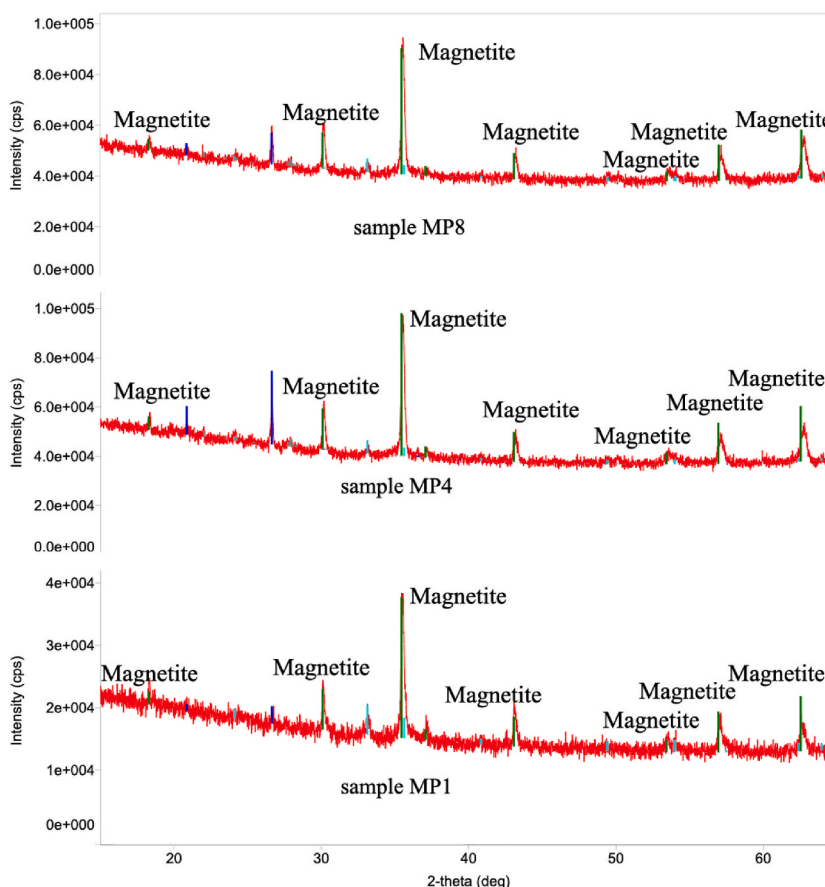 1.0e+005
Magnetite
8.0e+004
Magnetite
Magnetite
Magnetite
Magnetite
Magnetite
Magnetite
6.0e+004
Intensity (cps)
4.0e+004
2.0e+004
sample MP8
0.0e+000
1.0e+005
Magnetite
8.0e+004
Magnetite
Magnetite
Magnetite
Magnetite
Magnetite
Magnetite
6.0e+004
Intensity (cps)
4.0e+004
sample MP4
2.0e+004
0.0e+000
4e+004
Magnetite
3e+004
Magnetite
Magnetite
Magnetite
Magnetite
Magnetite
Magnetite
Intensity (cps)
2e+004
1e+004
sample MP1
0e+000
20 30 40 50 60
2-theta (deg)